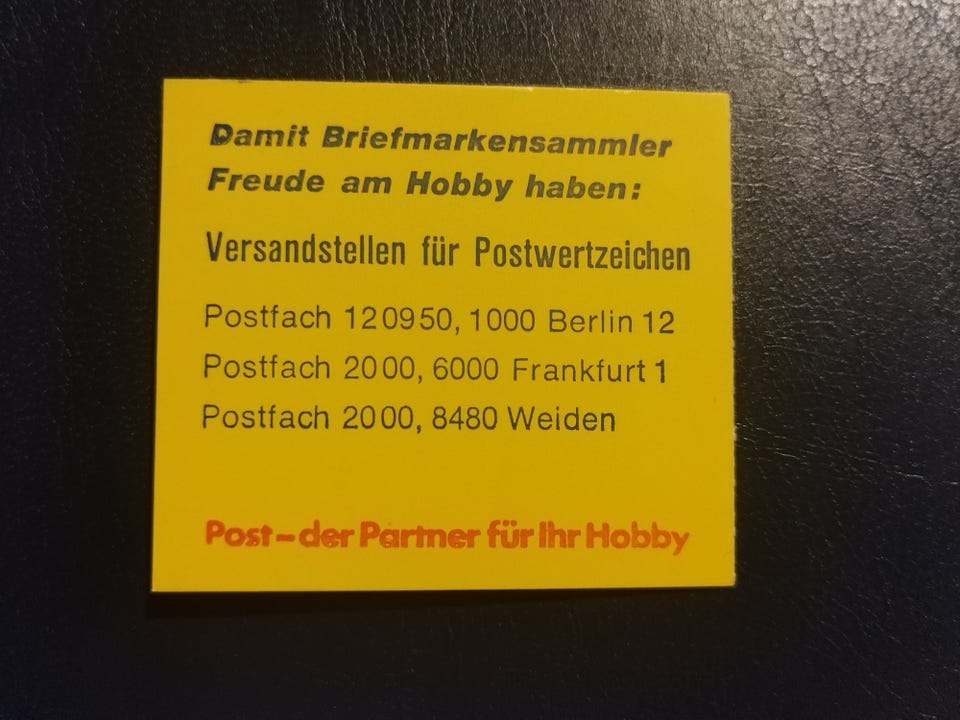 Damit Briefmarkensammler
Freude am Hobby haben:
Versandstellen für Postwertzeichen
Postfach 120950, 1000 Berlin 12
Postfach 2000, 6000 Frankfurt 1
Postfach 2000, 8480 Weiden
Post – der Partner für Ihr Hobby